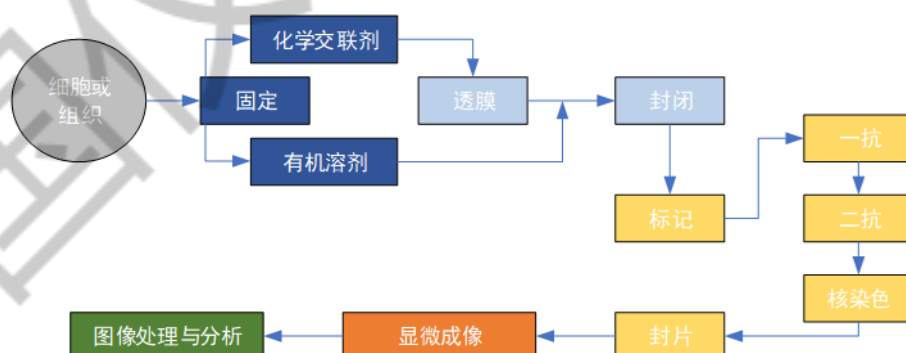 细胞或
组织
化学交联剂
固定
有机溶剂
透膜
封闭
标记
一抗
二抗
核染色
封片
显微成像
图像处理与分析